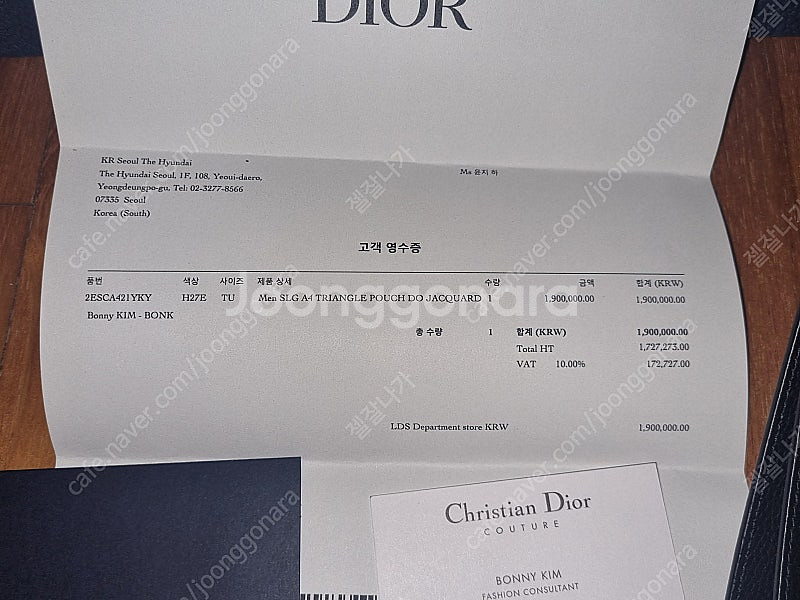 DIOR
KR Seoul The Hyundai
The Hyundai Seoul, 1F, 108, Yeoui-daero,
Yeongdeungpo-gu, Tel: 02-3277-8566
07335 Seoul
Korea (South)
Ms 윤지 하
고객 영수증
품번 색상 사이즈 제품 상세 수량 금액 합계 (KRW)
2ESCA421YKY H27E TU Men SLG A4 TRIANGLE POUCH DO JACQUARD 1 1,900,000.00 1,900,000.00
Bonny KIM - BONK
총 수량 1 합계 (KRW) 1,900,000.00
Total HT 1,727,273.00
VAT 10.00% 172,727.00
LDS Department store KRW 1,900,000.00
Christian Dior
COUTURE
BONNY KIM
FASHION CONSULTANT
Joonggonara
cafe.naver.com/joonggonara
젤잘나가